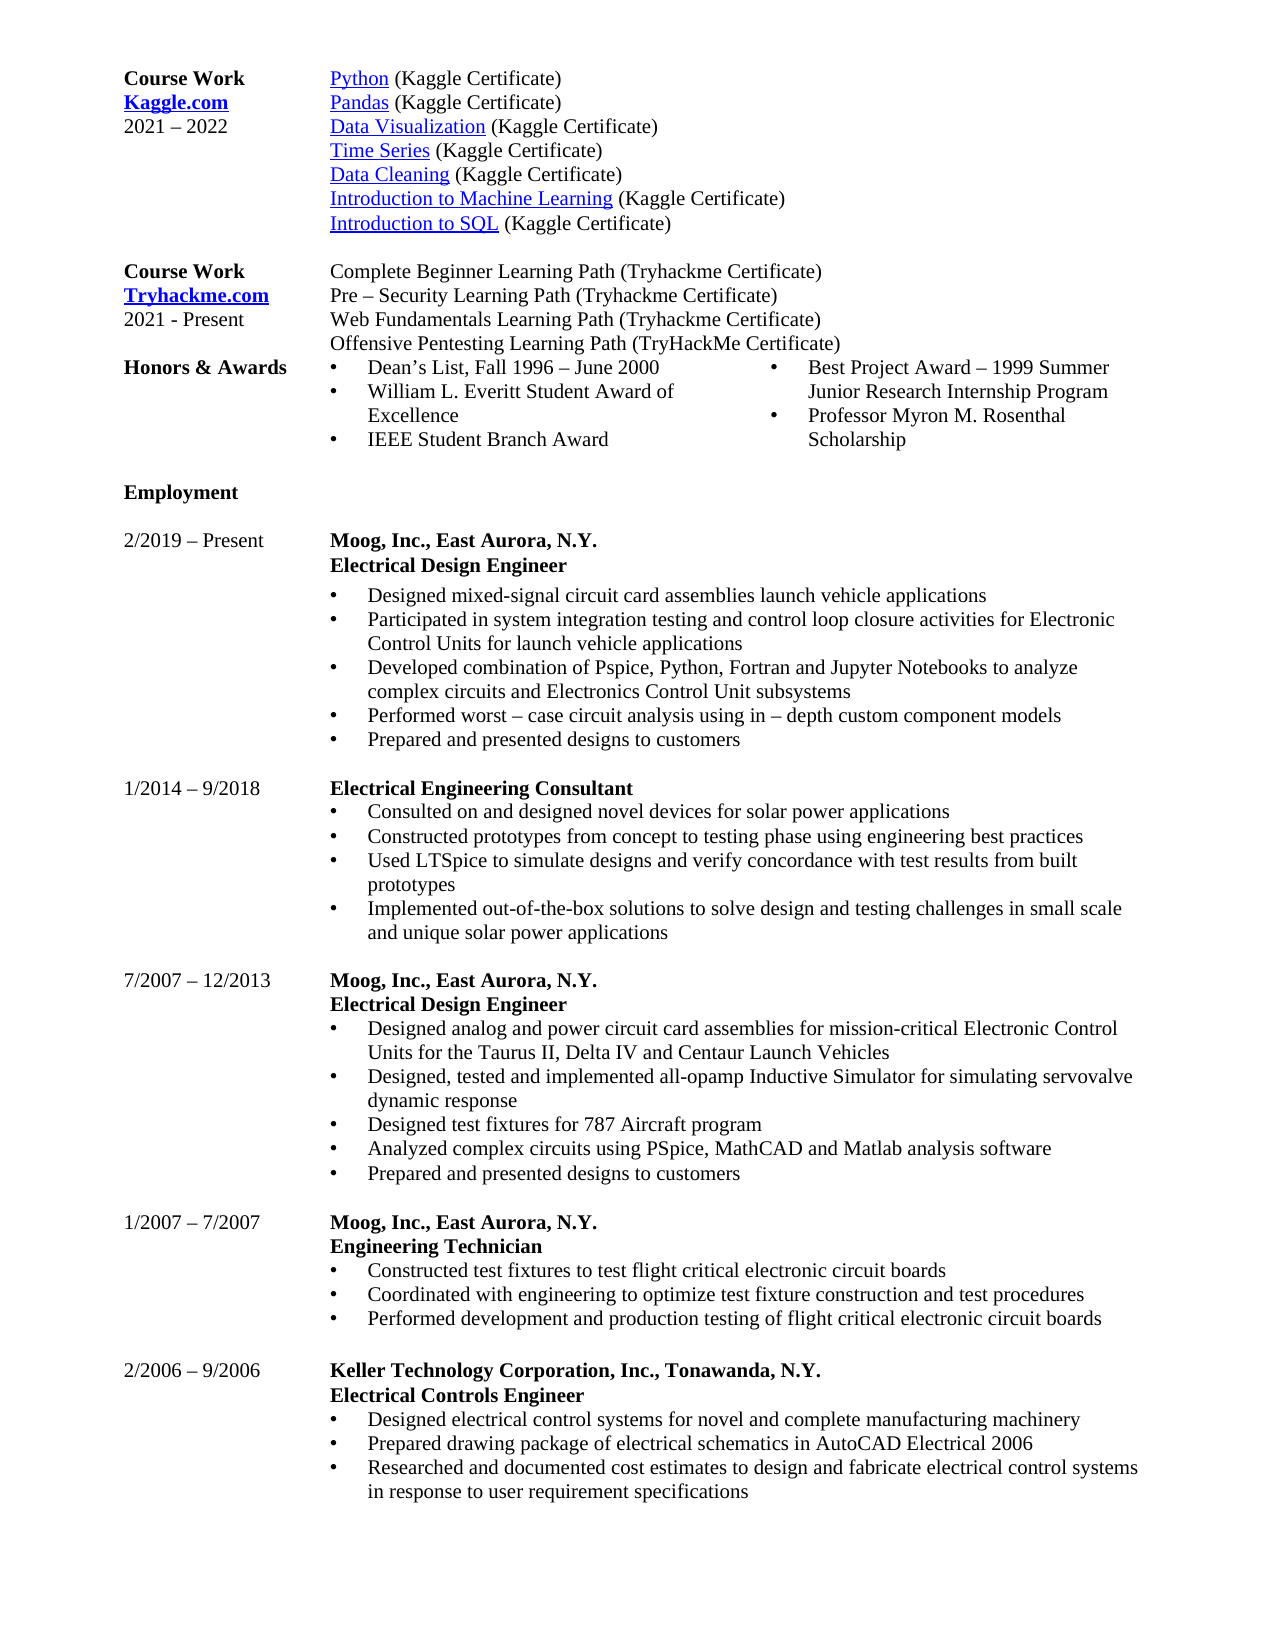 Course Work
Kaggle.com
2021 – 2022
Python (Kaggle Certificate)
Pandas (Kaggle Certificate)
Data Visualization (Kaggle Certificate)
Time Series (Kaggle Certificate)
Data Cleaning (Kaggle Certificate)
Introduction to Machine Learning (Kaggle Certificate)
Introduction to SQL (Kaggle Certificate)
Course Work
Tryhackme.com
2021 - Present
Complete Beginner Learning Path (Tryhackme Certificate)
Pre – Security Learning Path (Tryhackme Certificate)
Web Fundamentals Learning Path (Tryhackme Certificate)
Offensive Pentesting Learning Path (TryHackMe Certificate)
Honors & Awards
• Dean’s List, Fall 1996 – June 2000
• William L. Everitt Student Award of
Excellence
• IEEE Student Branch Award
• Best Project Award – 1999 Summer
Junior Research Internship Program
• Professor Myron M. Rosenthal
Scholarship
Employment
2/2019 – Present
Moog, Inc., East Aurora, N.Y.
Electrical Design Engineer
• Designed mixed-signal circuit card assemblies launch vehicle applications
• Participated in system integration testing and control loop closure activities for Electronic
Control Units for launch vehicle applications
• Developed combination of Pspice, Python, Fortran and Jupyter Notebooks to analyze
complex circuits and Electronics Control Unit subsystems
• Performed worst – case circuit analysis using in – depth custom component models
• Prepared and presented designs to customers
1/2014 – 9/2018
Electrical Engineering Consultant
• Consulted on and designed novel devices for solar power applications
• Constructed prototypes from concept to testing phase using engineering best practices
• Used LTSpice to simulate designs and verify concordance with test results from built
prototypes
• Implemented out-of-the-box solutions to solve design and testing challenges in small scale
and unique solar power applications
7/2007 – 12/2013
Moog, Inc., East Aurora, N.Y.
Electrical Design Engineer
• Designed analog and power circuit card assemblies for mission-critical Electronic Control
Units for the Taurus II, Delta IV and Centaur Launch Vehicles
• Designed, tested and implemented all-opamp Inductive Simulator for simulating servovalve
dynamic response
• Designed test fixtures for 787 Aircraft program
• Analyzed complex circuits using PSpice, MathCAD and Matlab analysis software
• Prepared and presented designs to customers
1/2007 – 7/2007
Moog, Inc., East Aurora, N.Y.
Engineering Technician
• Constructed test fixtures to test flight critical electronic circuit boards
• Coordinated with engineering to optimize test fixture construction and test procedures
• Performed development and production testing of flight critical electronic circuit boards
2/2006 – 9/2006
Keller Technology Corporation, Inc., Tonawanda, N.Y.
Electrical Controls Engineer
• Designed electrical control systems for novel and complete manufacturing machinery
• Prepared drawing package of electrical schematics in AutoCAD Electrical 2006
• Researched and documented cost estimates to design and fabricate electrical control systems
in response to user requirement specifications